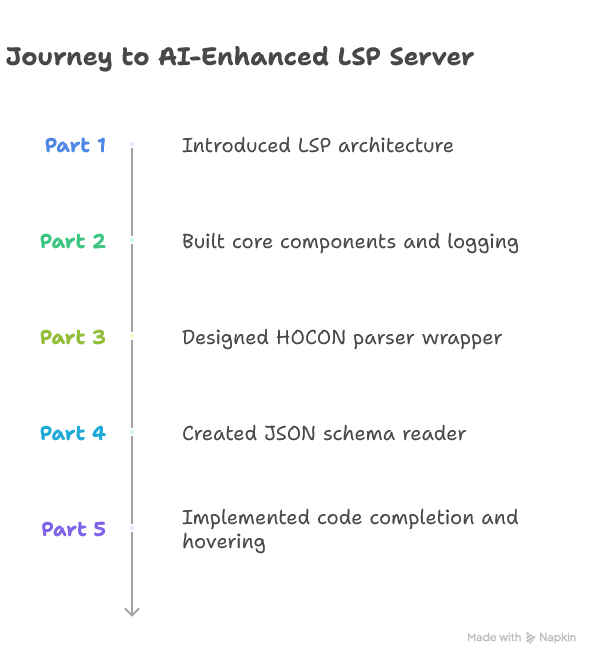 Journey to AI-Enhanced LSP Server
Part 1
Introduced LSP architecture
Part 2
Built core components and logging
Part 3
Designed HOCON parser wrapper
Part 4
Created JSON schema reader
Part 5
Implemented code completion and
hovering
Made with Napkin